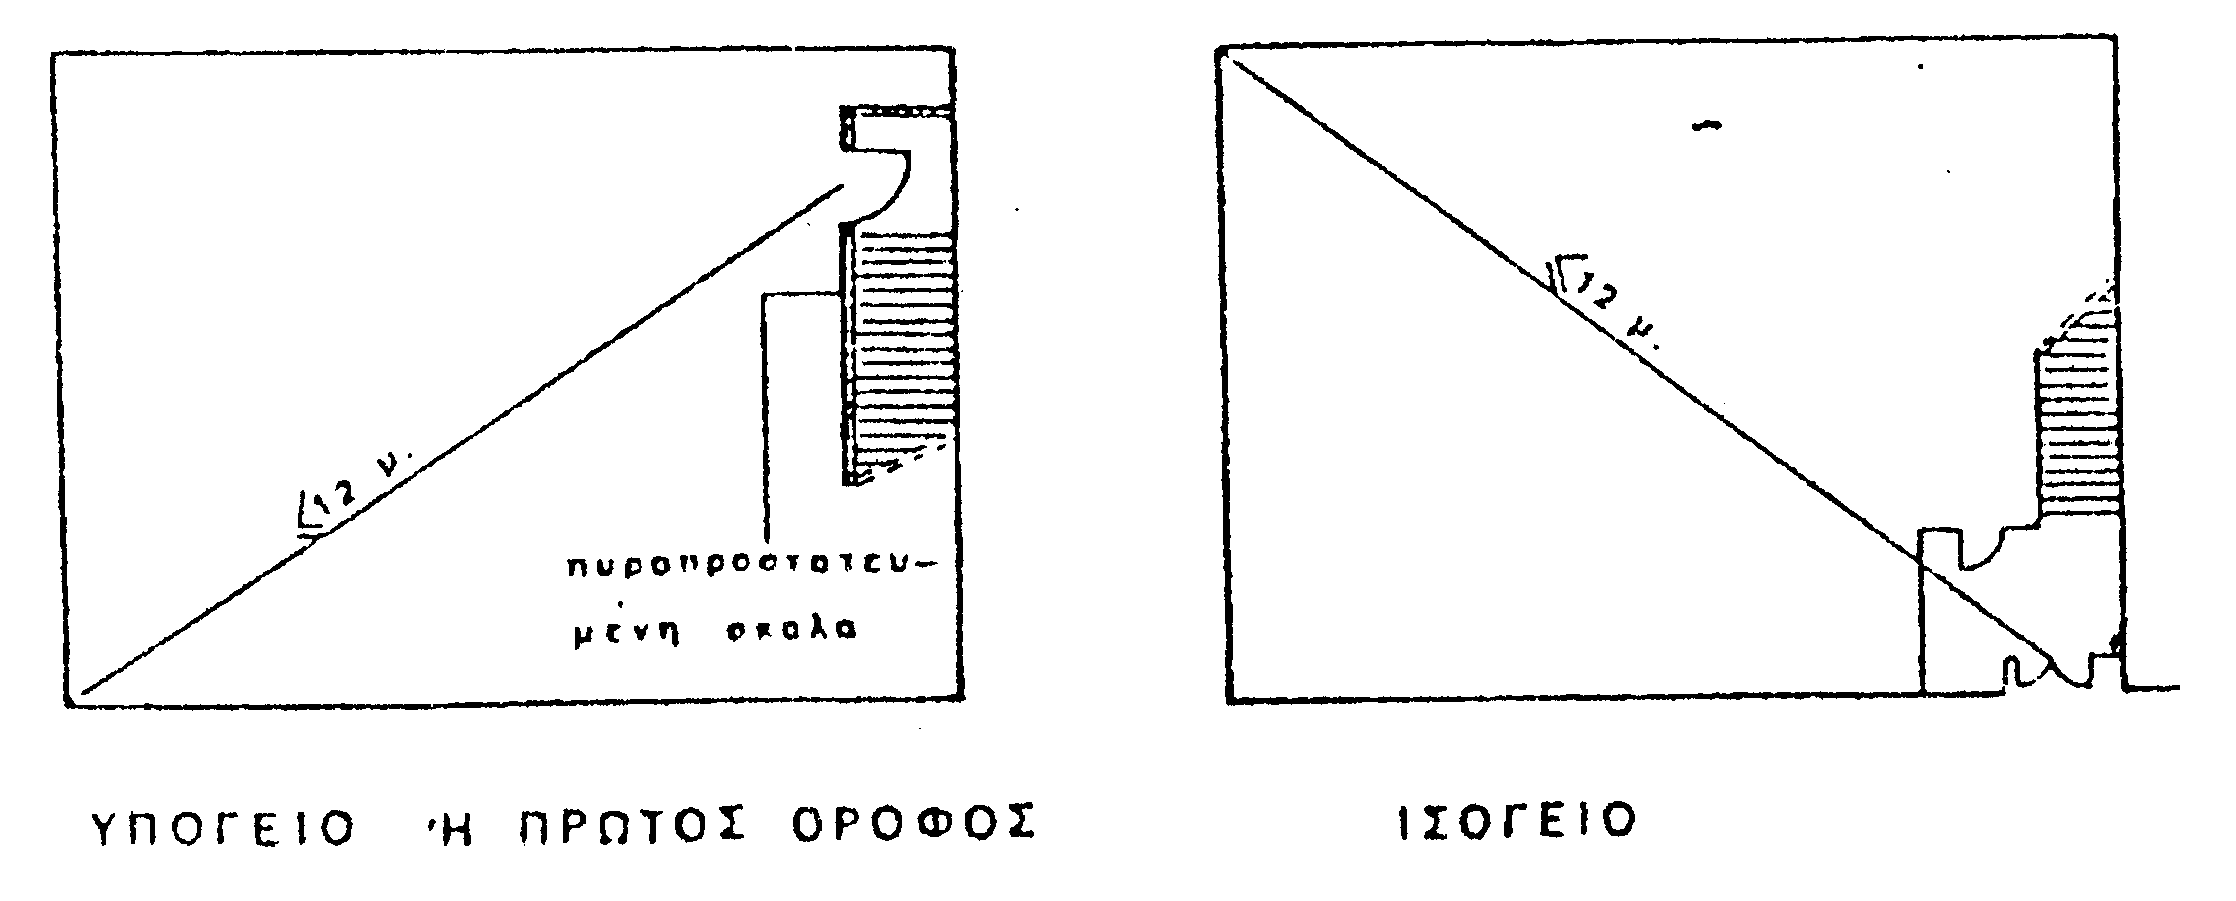 ≤12 μ.
πυροπροστατευ-
μένη σκάλα
ΥΠΟΓΕΙΟ Ή ΠΡΩΤΟΣ ΟΡΟΦΟΣ
≤12 μ.
ΙΣΟΓΕΙΟ